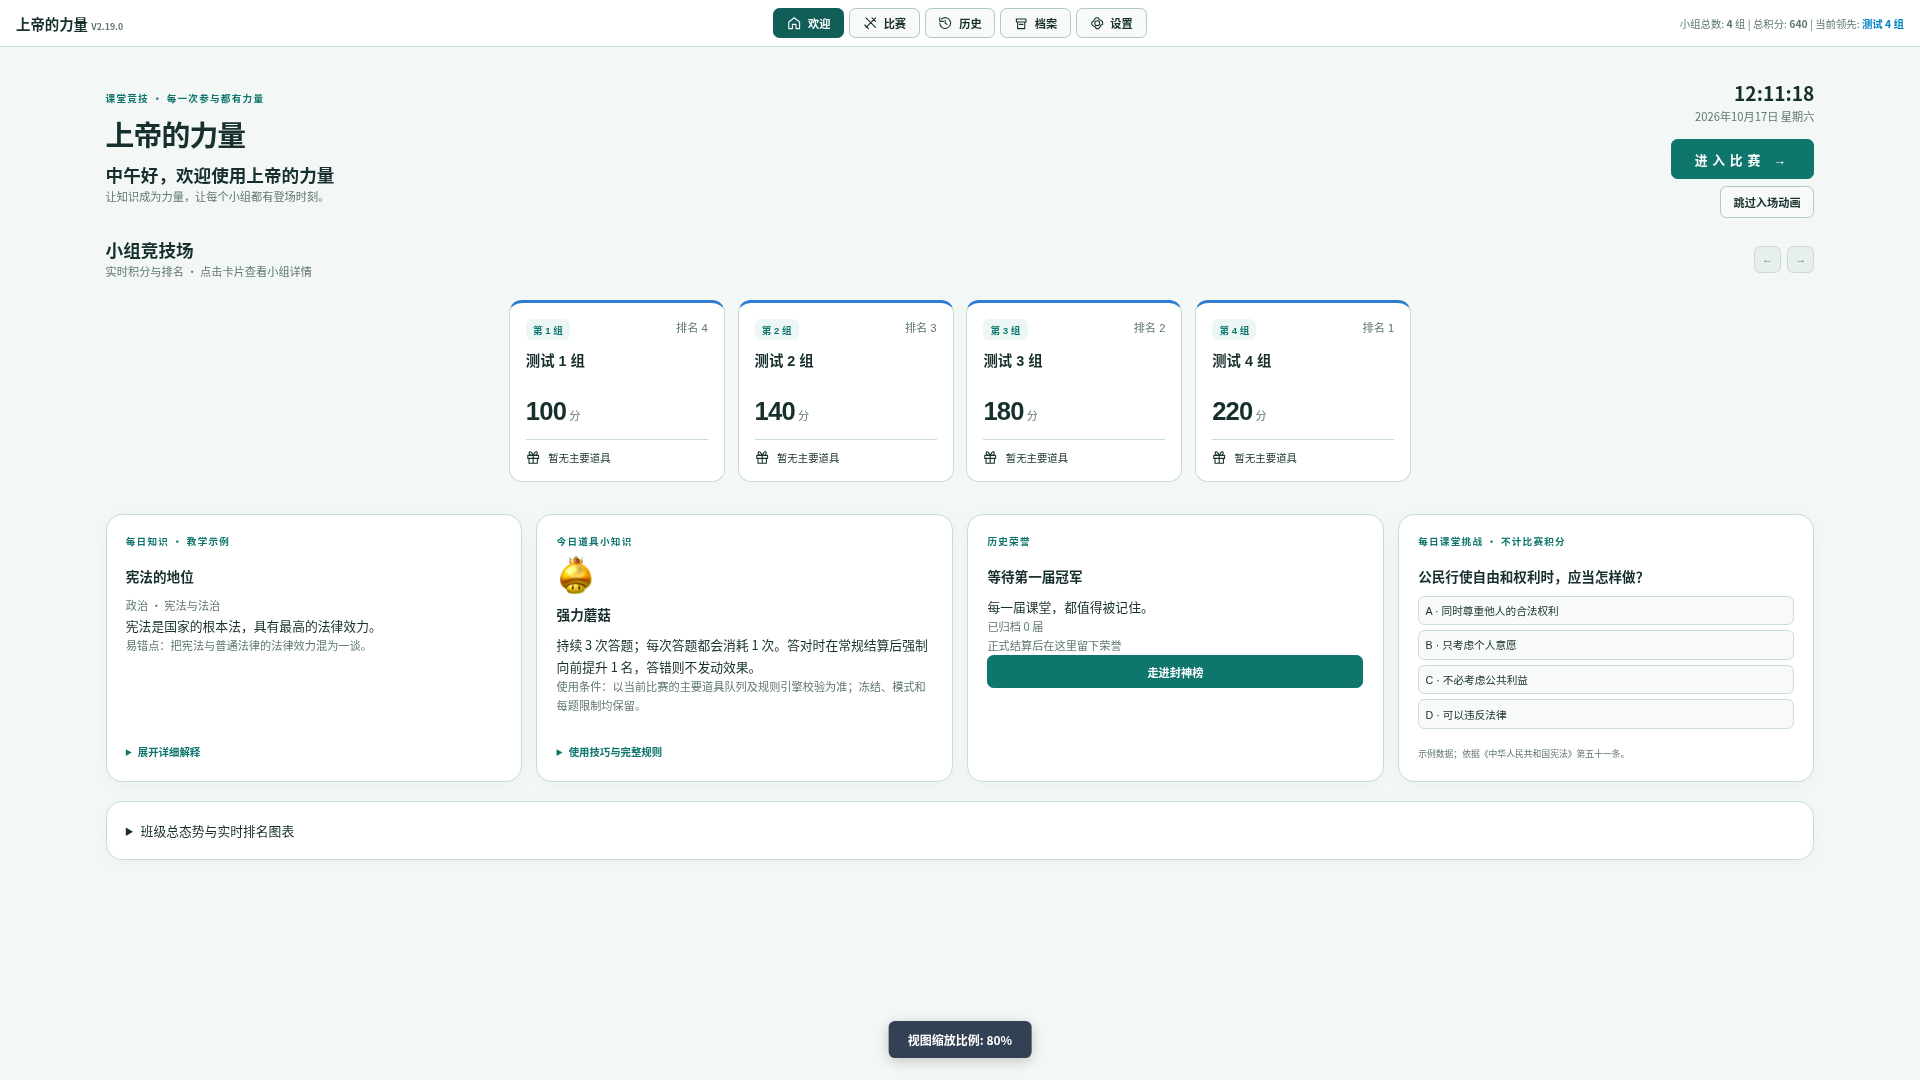 上帝的力量 V2.19.0
欢迎
比赛
历史
档案
设置
小组总数: 4 组 | 总积分: 640 | 当前领先: 测试 4 组
课堂竞技 · 每一次参与都有力量
上帝的力量
中午好，欢迎使用上帝的力量
让知识成为力量，让每个小组都有登场时刻。
12:11:18
2026年10月17日 星期六
进入比赛 →
跳过入场动画
小组竞技场
实时积分与排名 · 点击卡片查看小组详情
← →
第 1 组 排名 4
测试 1 组
100 分
暂无主要道具
第 2 组 排名 3
测试 2 组
140 分
暂无主要道具
第 3 组 排名 2
测试 3 组
180 分
暂无主要道具
第 4 组 排名 1
测试 4 组
220 分
暂无主要道具
每日知识 · 教学示例
宪法的地位
政治 · 宪法与法治
宪法是国家的根本法，具有最高的法律效力。
易错点：把宪法与普通法律的法律效力混为一谈。
▶ 展开详细解释
今日道具小知识
强力蘑菇
持续 3 次答题；每次答题都会消耗 1 次。答对时在常规结算后强制
向前提升 1 名，答错则不发动效果。
使用条件：以当前比赛的主要道具队列及规则引擎校验为准；冻结、模式和
每题限制均保留。
▶ 使用技巧与完整规则
历史荣誉
等待第一届冠军
每一届课堂，都值得被记住。
已归档 0 届
正式结算后在这里留下荣誉
走进封神榜
每日课堂挑战 · 不计比赛积分
公民行使自由和权利时，应当怎样做？
A · 同时尊重他人的合法权利
B · 只考虑个人意愿
C · 不必考虑公共利益
D · 可以违反法律
示例数据；依据《中华人民共和国宪法》第五十一条。
▶ 班级总态势与实时排名图表
视图缩放比例: 80%